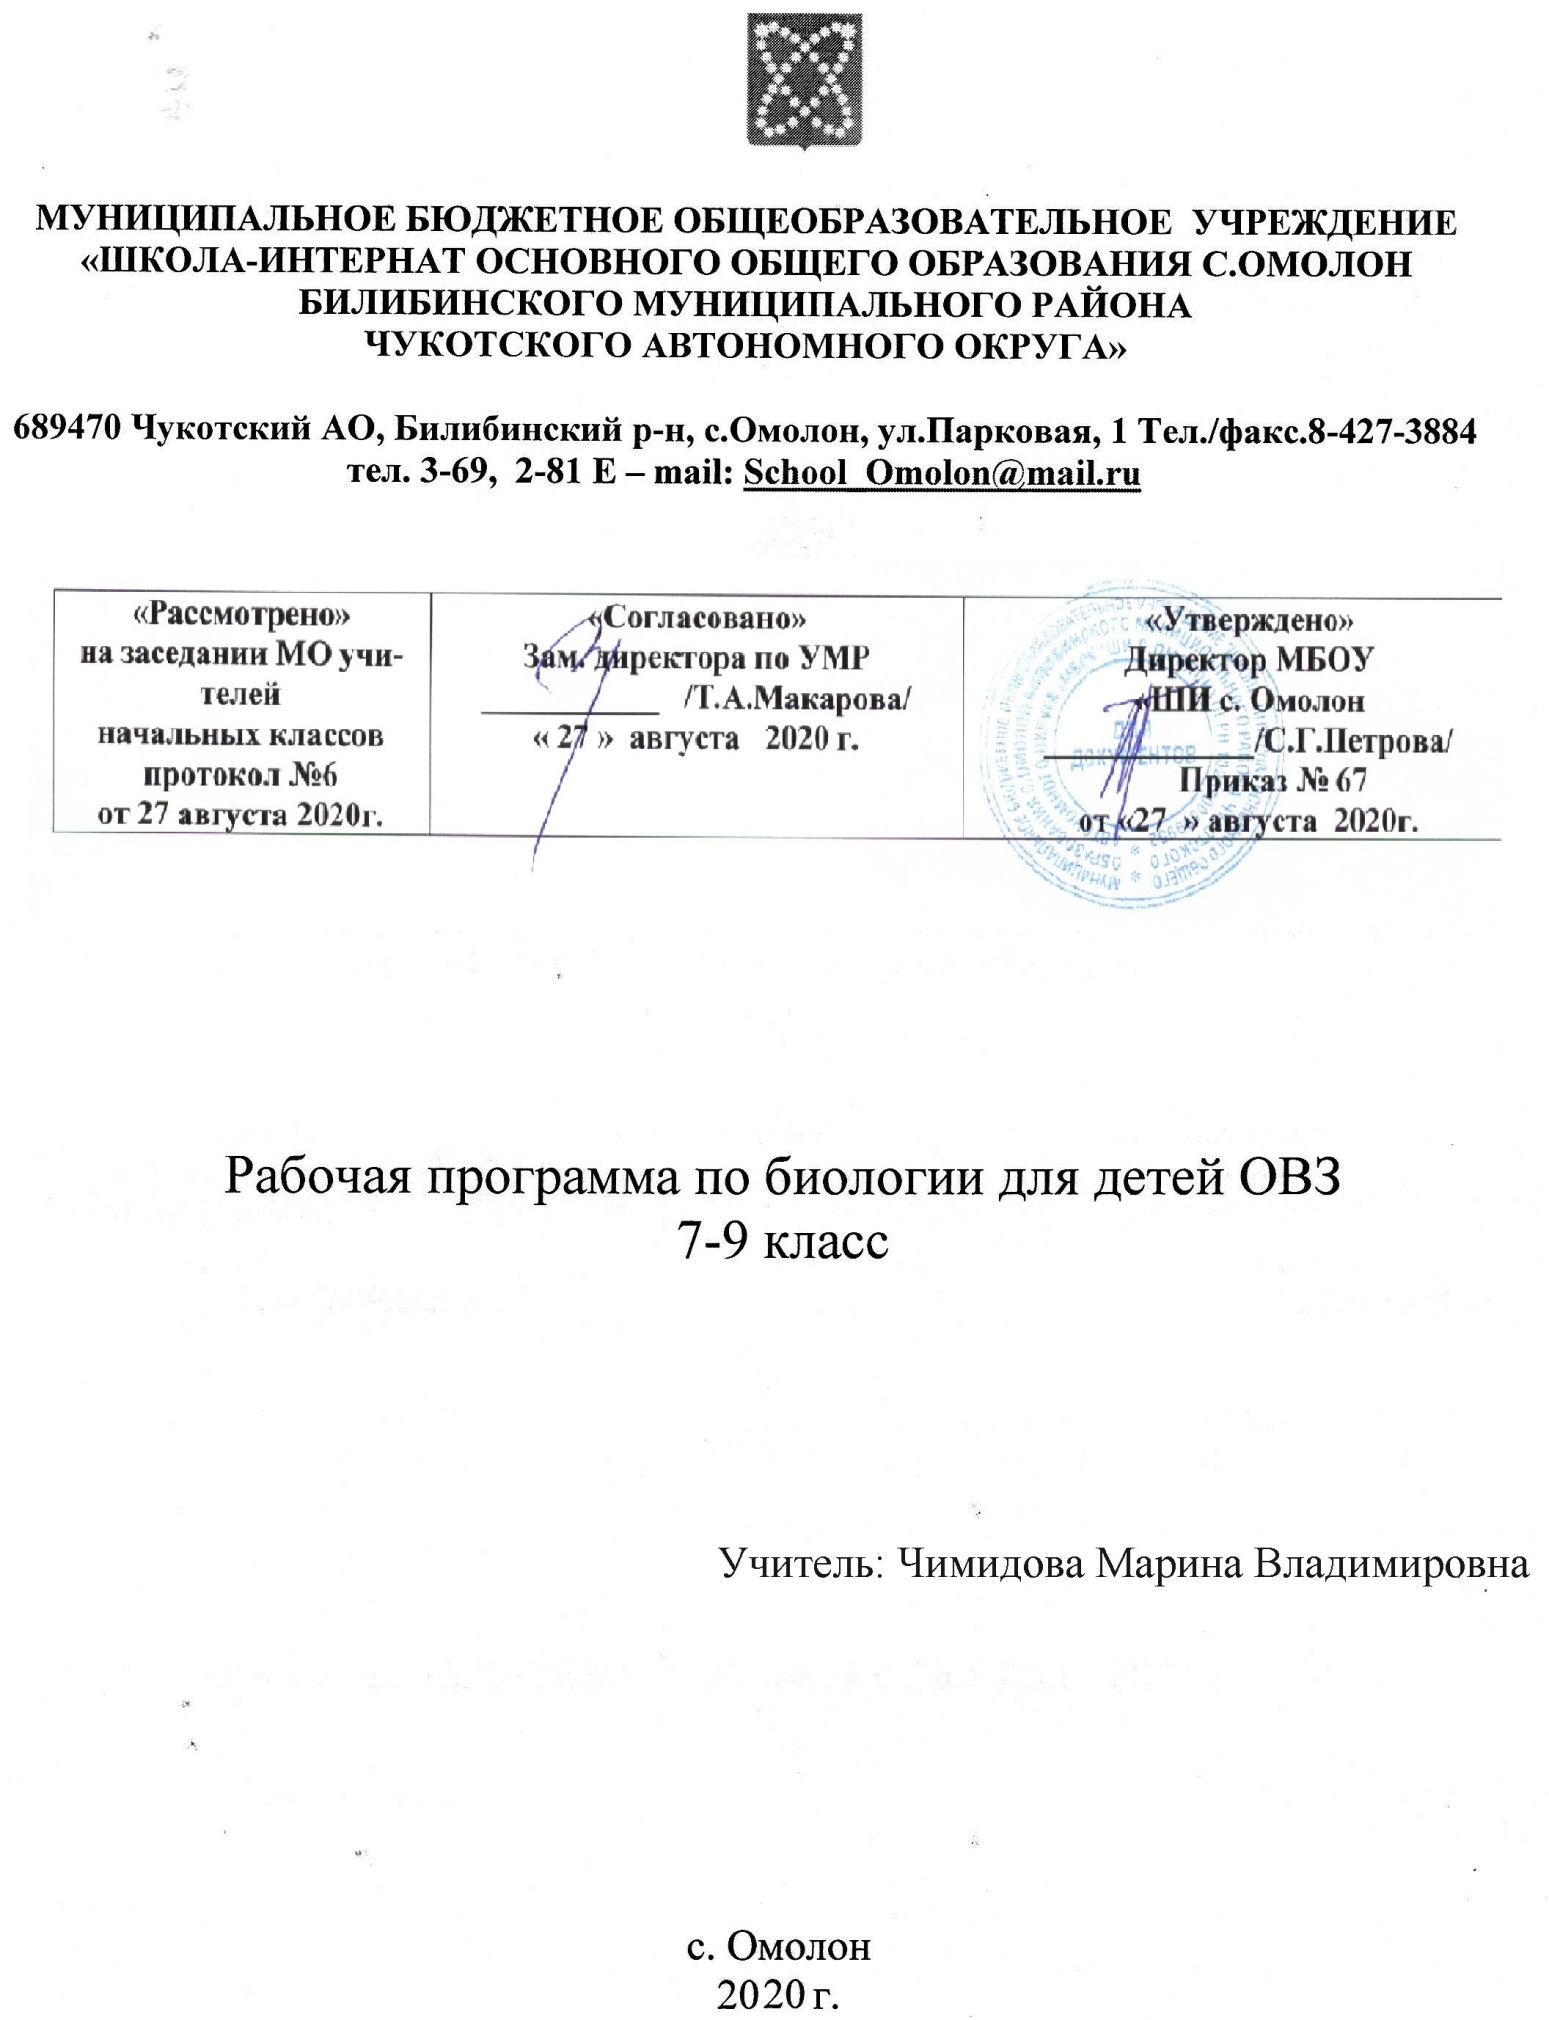 МУНИЦИПАЛЬНОЕ БЮДЖЕТНОЕ ОБЩЕОБРАЗОВАТЕЛЬНОЕ УЧРЕЖДЕНИЕ
«ШКОЛА-ИНТЕРНАТ ОСНОВНОГО ОБЩЕГО ОБРАЗОВАНИЯ С.ОМОЛОН
БИЛИБИНСКОГО МУНИЦИПАЛЬНОГО РАЙОНА
ЧУКОТСКОГО АВТОНОМНОГО ОКРУГА»
689470 Чукотский АО, Билибинский р-н, с.Омолон, ул.Парковая, 1 Тел./факс.8-427-3884
тел. 3-69, 2-81 E – mail: School_Omolon@mail.ru
«Рассмотрено»
на заседании МО учи-
телей
начальных классов
протокол №6
от 27 августа 2020г.
«Согласовано»
Зам. директора по УМР
___________ /Т.А.Макарова/
« 27 » августа 2020 г.
«Утверждено»
Директор МБОУ
«ШИ с. Омолон
_____________/С.Г.Петрова/
Приказ № 67
от «27 » августа 2020г.
ДОКУМЕНТОВ
Рабочая программа по биологии для детей ОВЗ
7-9 класс
Учитель: Чимидова Марина Владимировна
с. Омолон
2020 г.